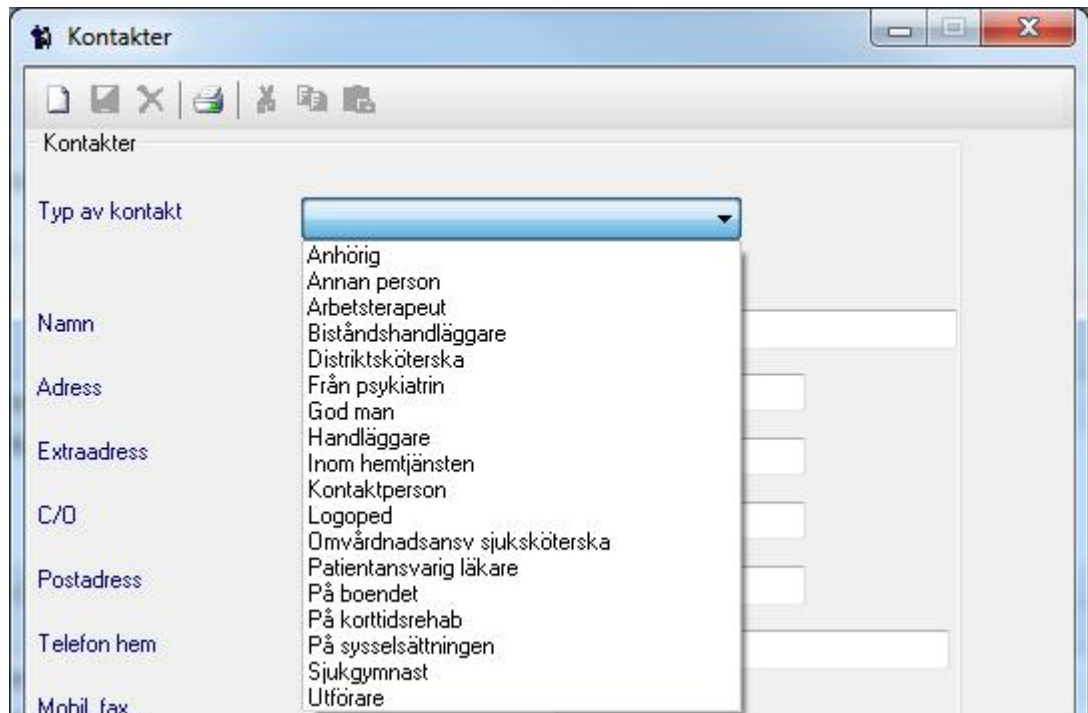 Kontakter
Kontakter
Typ av kontakt
Anhörig
Annan person
Arbetsterapeut
Biståndshandläggare
Distriktsköterska
Från psykiatrin
God man
Handläggare
Inom hemtjänsten
Kontaktperson
Logoped
Omvårdnadsansv sjuksköterska
Patientansvarig läkare
På boendet
På korttidsrehab
På sysselsättningen
Sjukgymnast
Utförare
Namn
Adress
Extraadress
C/O
Postadress
Telefon hem
Mobil, fax